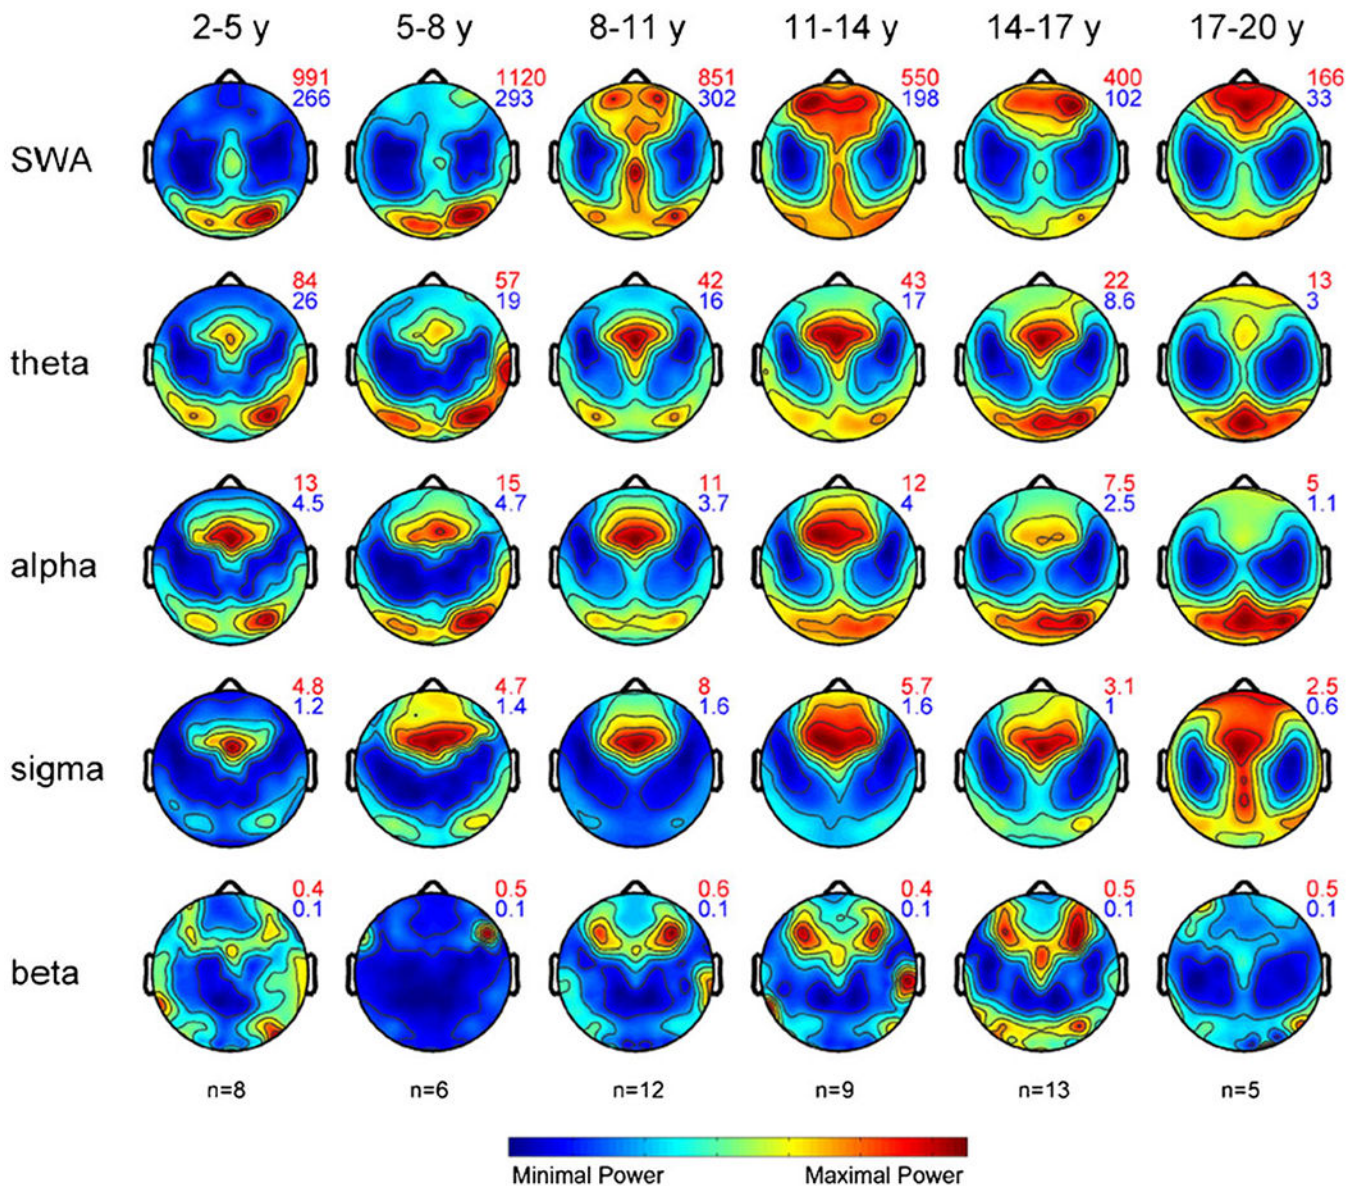 2-5 y 5-8 y 8-11 y 11-14 y 14-17 y 17-20 y
991 1120 851 550 400 166
266 293 302 198 102 33
SWA
84 57 42 43 22 13
26 19 16 17 8.6 3
theta
13 15 11 12 7.5 5
4.5 4.7 3.7 4 2.5 1.1
alpha
4.8 4.7 8 5.7 3.1 2.5
1.2 1.4 1.6 1.6 1 0.6
sigma
0.4 0.5 0.6 0.4 0.5 0.5
0.1 0.1 0.1 0.1 0.1 0.1
beta
n=8 n=6 n=12 n=9 n=13 n=5
Minimal Power Maximal Power